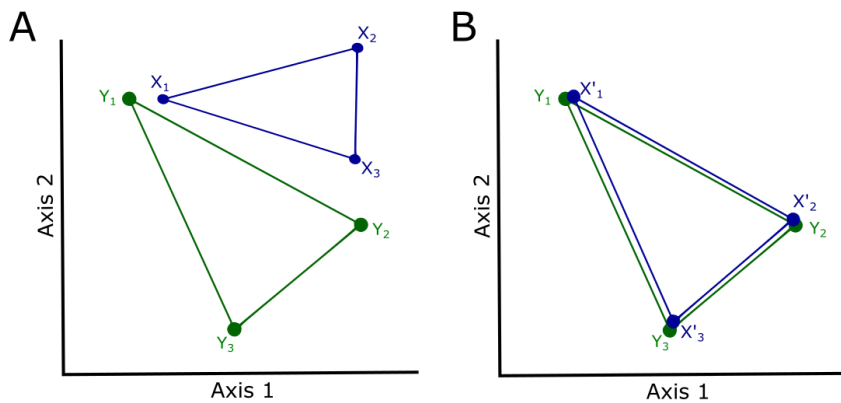 A
X₂
X₁
Y₁
X₃
Y₂
Y₃
Axis 2
Axis 1
B
Y₁
X'₁
X'₂
Y₂
X'₃
Y₃
Axis 2
Axis 1